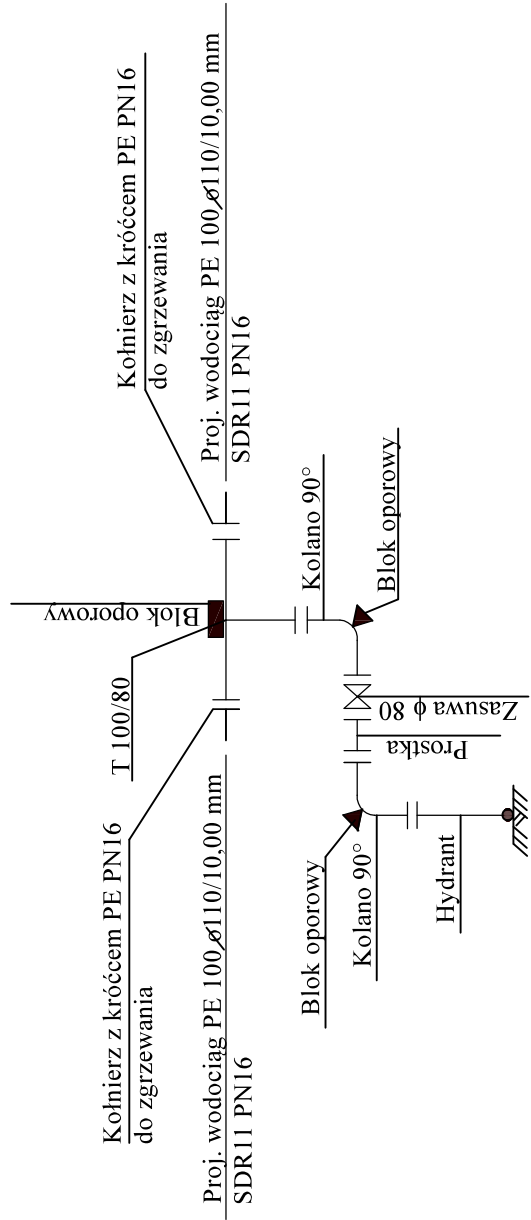 Kołnierz z króćcem PE PN16
do zgrzewania
Proj. wodociąg PE 100 ⌀110/10,00 mm
SDR11 PN16
T 100/80
Blok oporowy
Kołnierz z króćcem PE PN16
do zgrzewania
Proj. wodociąg PE 100 ⌀110/10,00 mm
SDR11 PN16
Kolano 90°
Blok oporowy
Zasuwa ϕ 80
Prostka
Blok oporowy
Kolano 90°
Hydrant